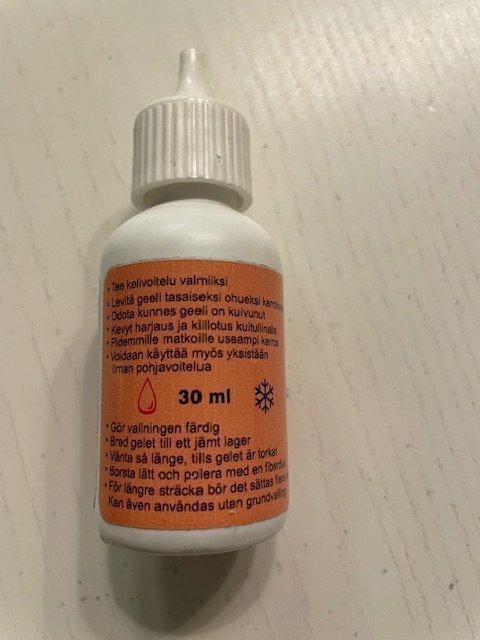 • Tee kelivoitelu valmiiksi
• Levitä geeli tasaiseksi ohueksi
• Odota kunnes geeli on kuivunut
• Kevyt harjaus ja kiillotus kuitullinalla
• Pidemmille matkoille useampi kerros
• Voidaan käyttää myös yksistään
ilman pohjavoitelua
30 ml
• Gör vallningen färdig
• Bred gelet till ett jämt lager
• Vänta så länge, tills gelet är torkat
• Borsta lätt och polera med en
• För längre sträcka bör det sättas flera
Kan även användas utan grundvallning